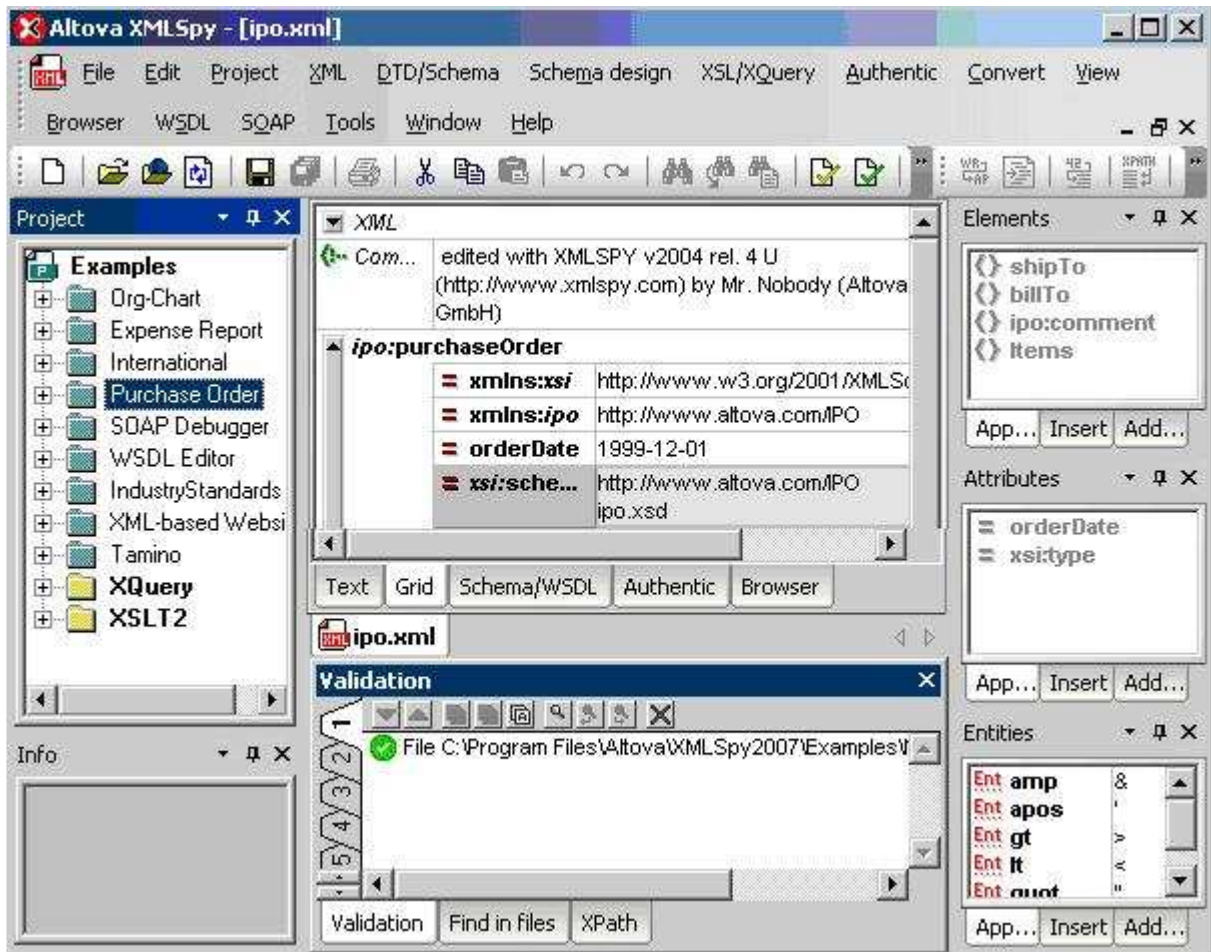 Altova XMLSpy - [ipo.xml]
File Edit Project XML DTD/Schema Schema design XSL/XQuery Authentic Convert View
Browser WSDL SOAP Tools Window Help
Project
Examples
Org-Chart
Expense Report
International
Purchase Order
SOAP Debugger
WSDL Editor
IndustryStandards
XML-based Websi
Tamino
XQuery
XSLT2
Info
XML
Com... edited with XMLSPY v2004 rel. 4 U
(http://www.xmlspy.com) by Mr. Nobody (Altova
GmbH)
ipo:purchaseOrder
= xmlns:xsi http://www.w3.org/2001/XMLSc
= xmlns:ipo http://www.altova.com/IPO
= orderDate 1999-12-01
= xsi:sche... http://www.altova.com/IPO
ipo.xsd
Text Grid Schema/WSDL Authentic Browser
ipo.xml
Validation
1
2
3
4
5
File C:\Program Files\Altova\XMLSpy2007\Examples\
Validation Find in files XPath
Elements
shipTo
billTo
ipo:comment
Items
App... Insert Add...
Attributes
= orderDate
= xsi:type
App... Insert Add...
Entities
Ent amp &
Ent apos '
Ent gt >
Ent lt <
Ent quot "
App... Insert Add...